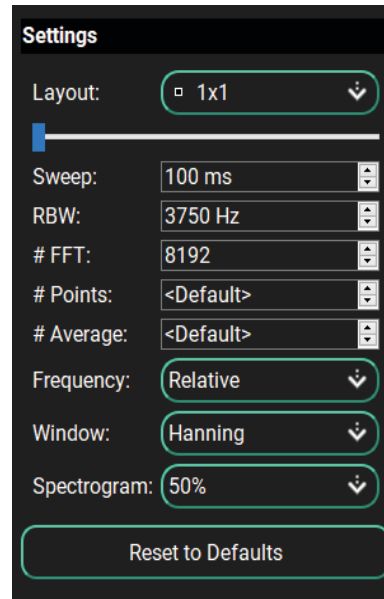 Settings
Layout: 1x1
Sweep: 100 ms
RBW: 3750 Hz
# FFT: 8192
# Points: <Default>
# Average: <Default>
Frequency: Relative
Window: Hanning
Spectrogram: 50%
Reset to Defaults